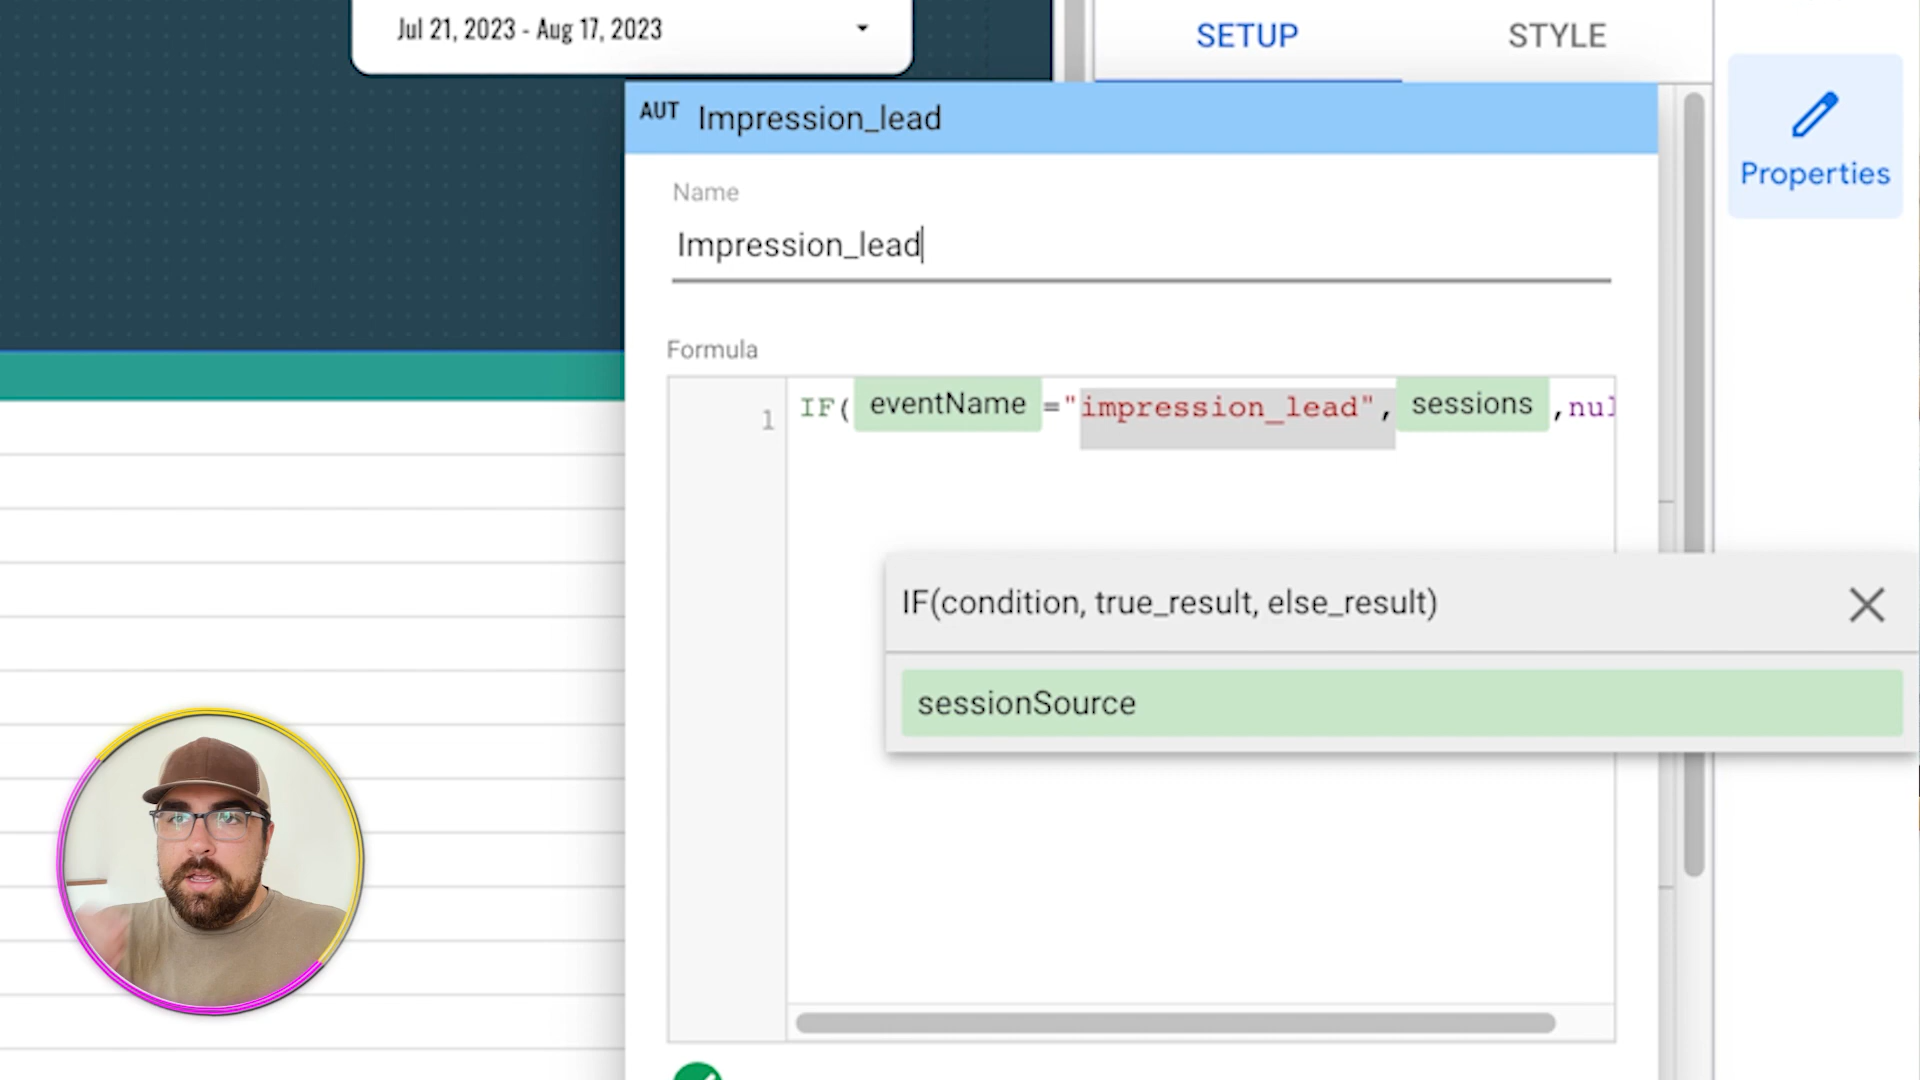 Jul 21, 2023 - Aug 17, 2023
SETUP
STYLE
Properties
AUT Impression_lead
Name
Impression_lead
Formula
1 IF( eventName ="impression_lead", sessions ,nul
IF(condition, true_result, else_result)
sessionSource